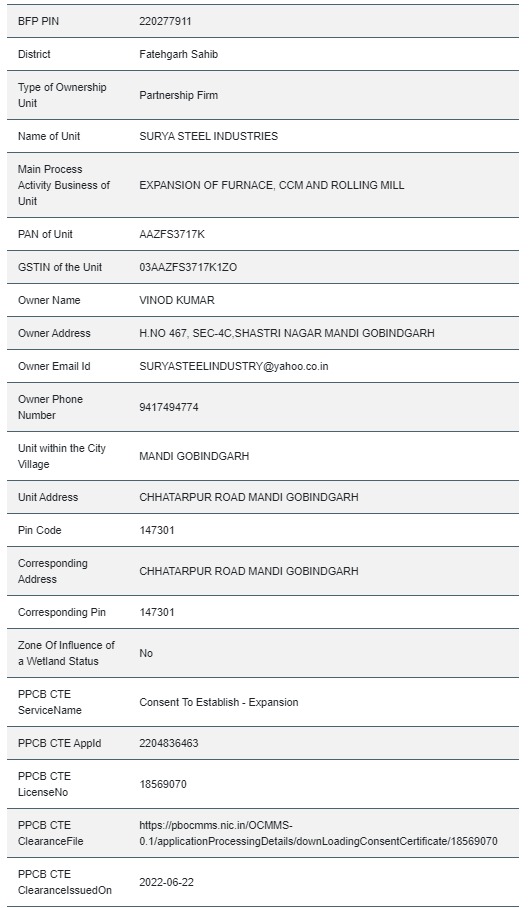 BFP PIN 220277911
District Fatehgarh Sahib
Type of Ownership
Unit Partnership Firm
Name of Unit SURYA STEEL INDUSTRIES
Main Process
Activity Business of
Unit EXPANSION OF FURNACE, CCM AND ROLLING MILL
PAN of Unit AAZFS3717K
GSTIN of the Unit 03AAZFS3717K1ZO
Owner Name VINOD KUMAR
Owner Address H.NO 467, SEC-4C,SHASTRI NAGAR MANDI GOBINDGARH
Owner Email Id SURYASTEELINDUSTRY@yahoo.co.in
Owner Phone
Number 9417494774
Unit within the City
Village MANDI GOBINDGARH
Unit Address CHHATARPUR ROAD MANDI GOBINDGARH
Pin Code 147301
Corresponding
Address CHHATARPUR ROAD MANDI GOBINDGARH
Corresponding Pin 147301
Zone Of Influence of
a Wetland Status No
PPCB CTE
ServiceName Consent To Establish - Expansion
PPCB CTE AppId 2204836463
PPCB CTE
LicenseNo 18569070
PPCB CTE https://pbocmms.nic.in/OCMMS-
ClearanceFile 0.1/applicationProcessingDetails/downLoadingConsentCertificate/18569070
PPCB CTE
ClearanceIssuedOn 2022-06-22